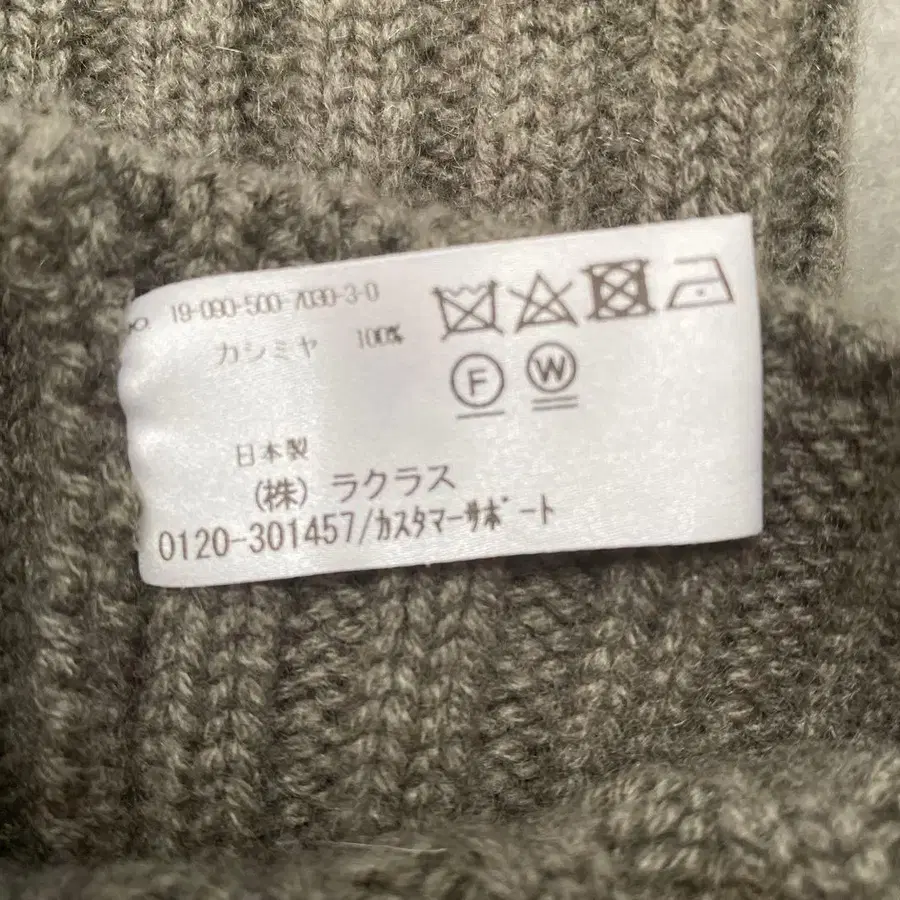 19-090-500-7030-3-0
カシミヤ 100%
F W
日本製
(株) ラクラス
0120-301457/カスタマーサポート